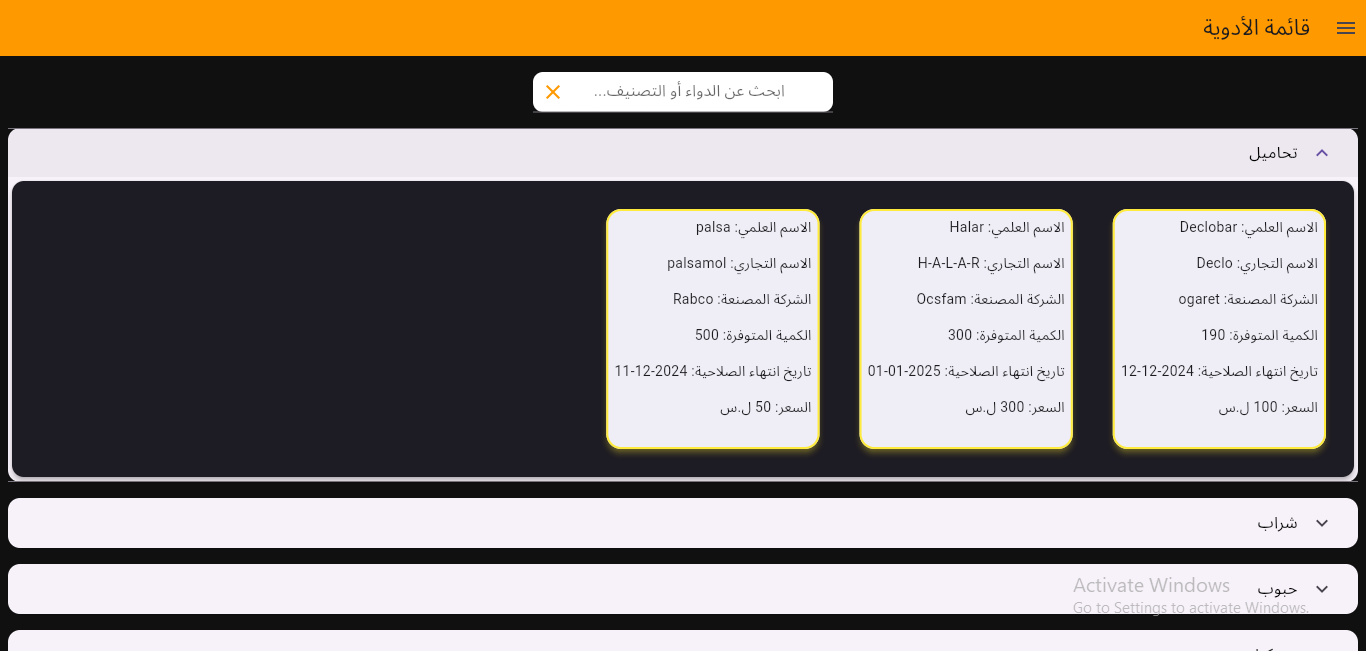 قائمة الأدوية
ابحث عن الدواء أو التصنيف...
تحاميل
الاسم العلمي: Declobar
الاسم التجاري: Declo
الشركة المصنعة: ogaret
الكمية المتوفرة: 190
تاريخ انتهاء الصلاحية: 2024-12-12
السعر: 100 ل.س
الاسم العلمي: Halar
الاسم التجاري: H-A-L-A-R
الشركة المصنعة: Ocsfam
الكمية المتوفرة: 300
تاريخ انتهاء الصلاحية: 2025-01-01
السعر: 300 ل.س
الاسم العلمي: palsa
الاسم التجاري: palsamol
الشركة المصنعة: Rabco
الكمية المتوفرة: 500
تاريخ انتهاء الصلاحية: 2024-12-11
السعر: 50 ل.س
شراب
حبوب
Activate Windows
Go to Settings to activate Windows.